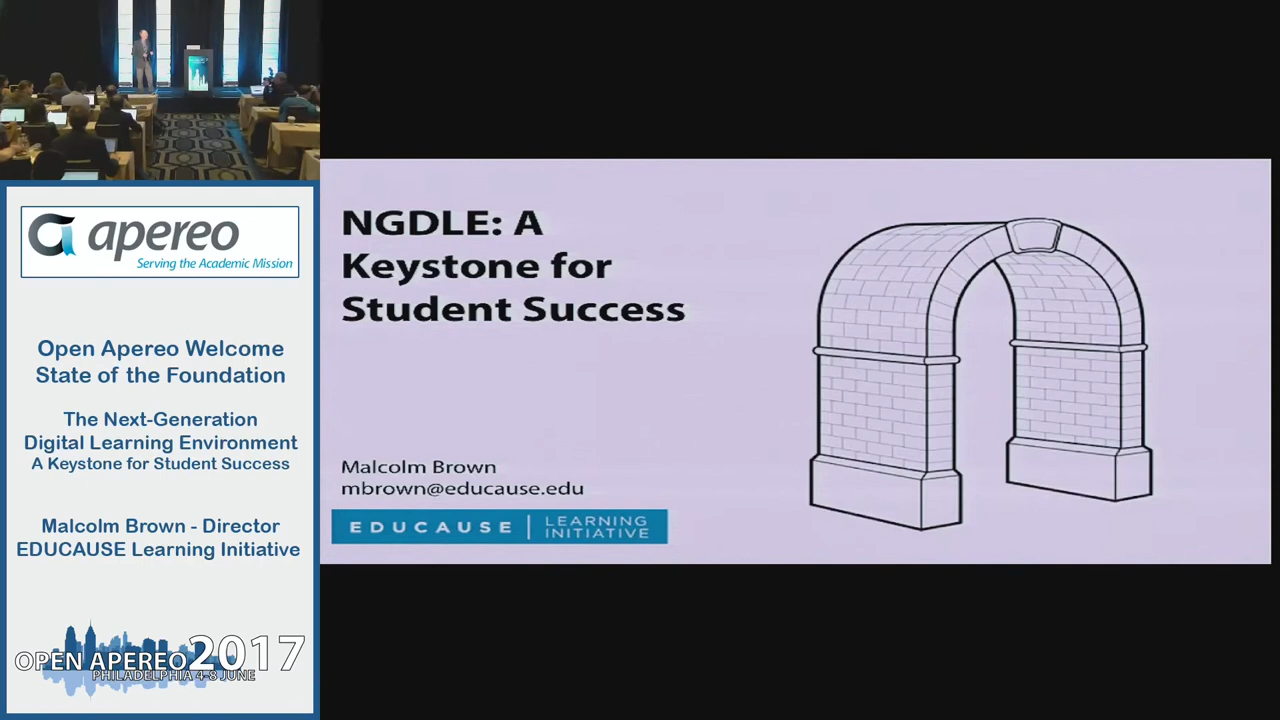 apereo
Serving the Academic Mission
Open Apereo Welcome
State of the Foundation
The Next-Generation
Digital Learning Environment
A Keystone for Student Success
Malcolm Brown - Director
EDUCAUSE Learning Initiative
OPEN APEREO 2017
PHILADELPHIA 4-8 JUNE
NGDLE: A
Keystone for
Student Success
Malcolm Brown
mbrown@educause.edu
EDUCAUSE
LEARNING
INITIATIVE